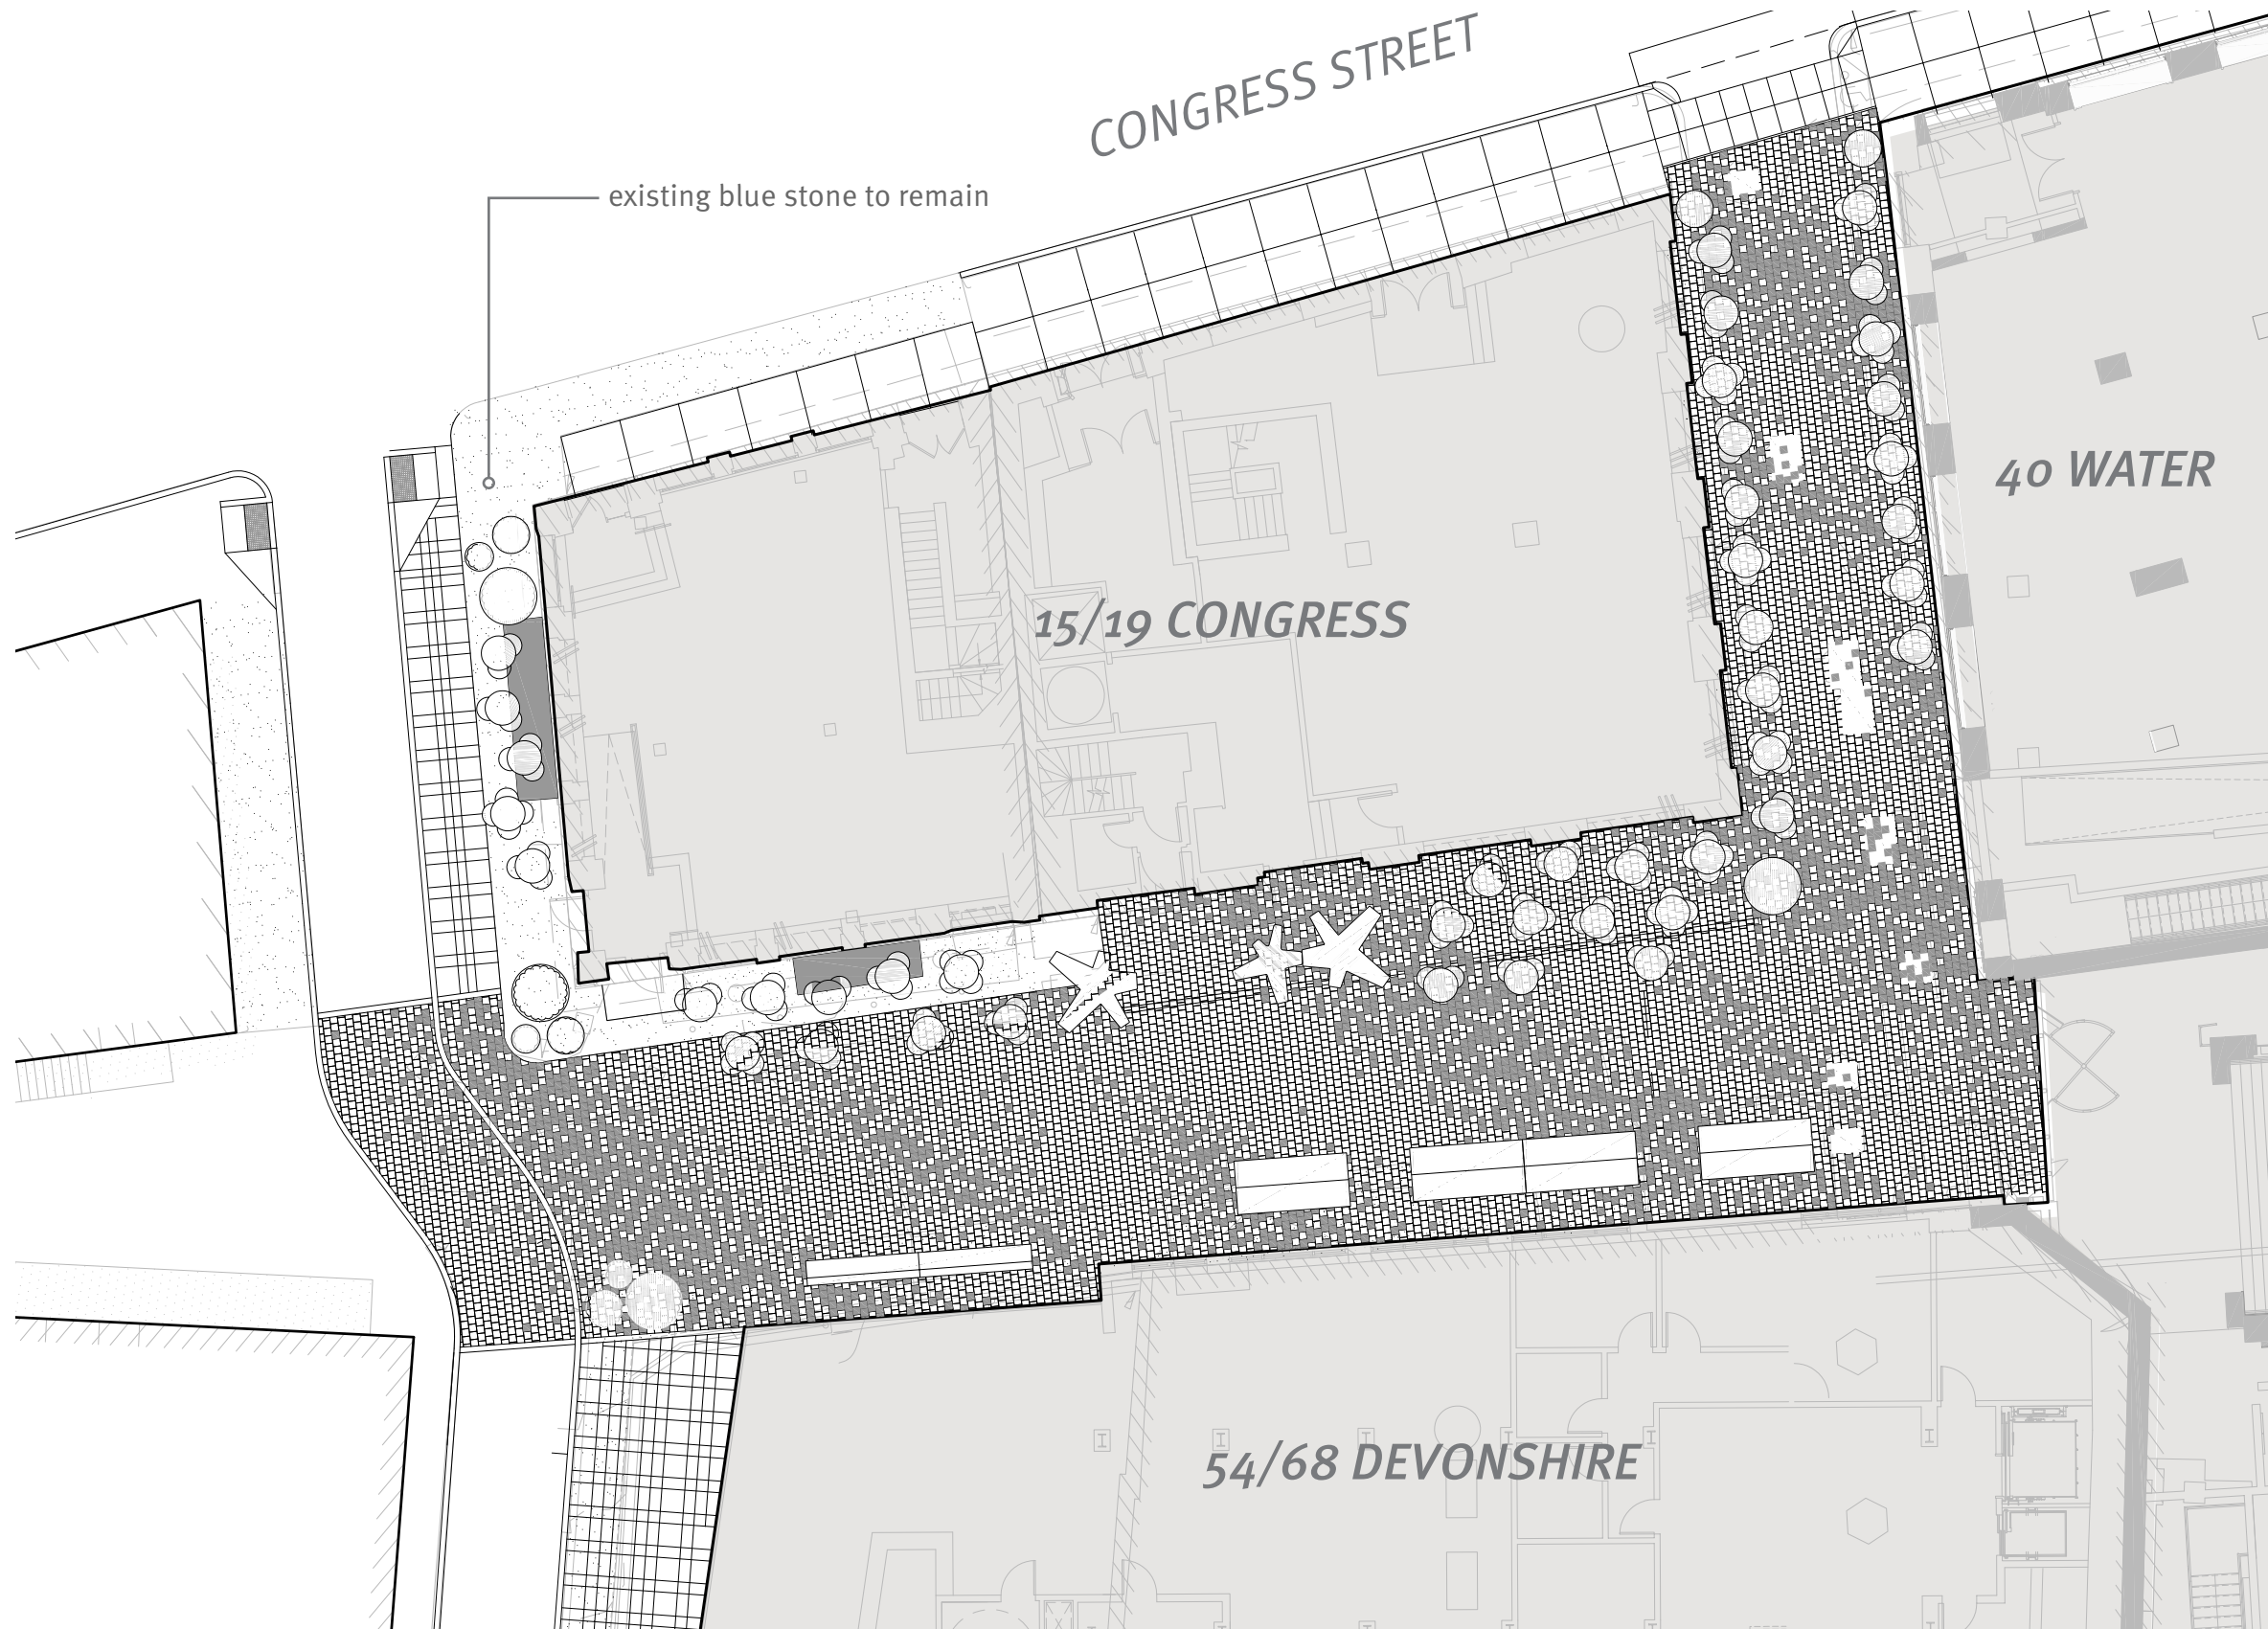 CONGRESS STREET
existing blue stone to remain
40 WATER
15/19 CONGRESS
54/68 DEVONSHIRE